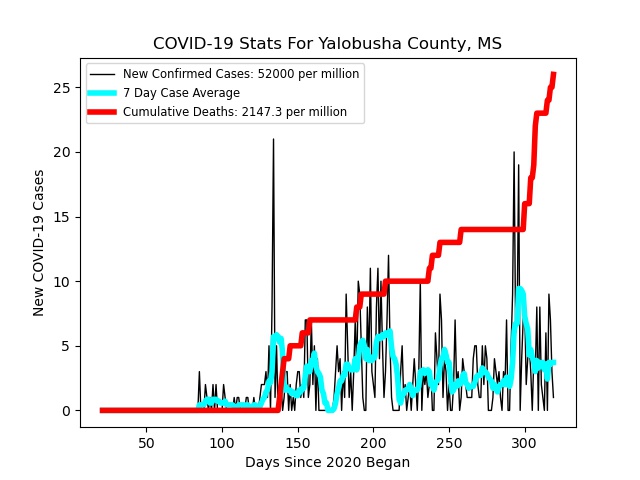 COVID-19 Stats For Yalobusha County, MS
New Confirmed Cases: 52000 per million
7 Day Case Average
Cumulative Deaths: 2147.3 per million
New COVID-19 Cases
25
20
15
10
5
0
50 100 150 200 250 300
Days Since 2020 Began